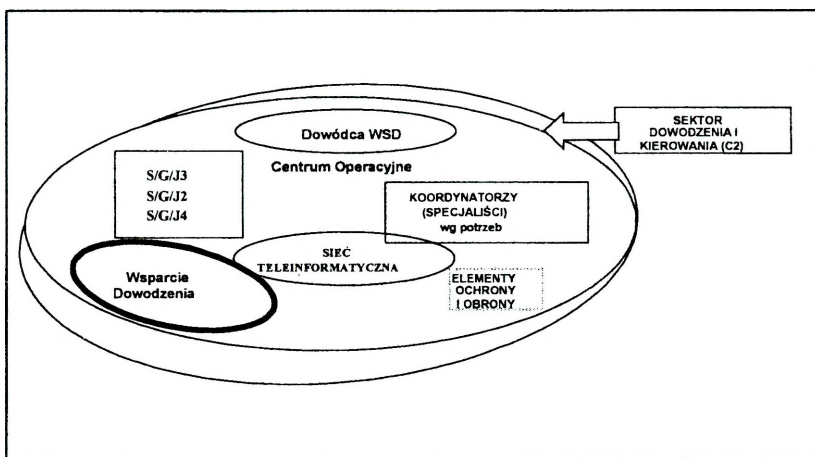 Dowódca WSD
Centrum Operacyjne
SEKTOR
DOWODZENIA I
KIEROWANIA (C2)
S/G/J3
S/G/J2
S/G/J4
KOORDYNATORZY
(SPECJALIŚCI)
wg potrzeb
SIEĆ
TELEINFORMATYCZNA
Wsparcie
Dowodzenia
ELEMENTY
OCHRONY
I OBRONY